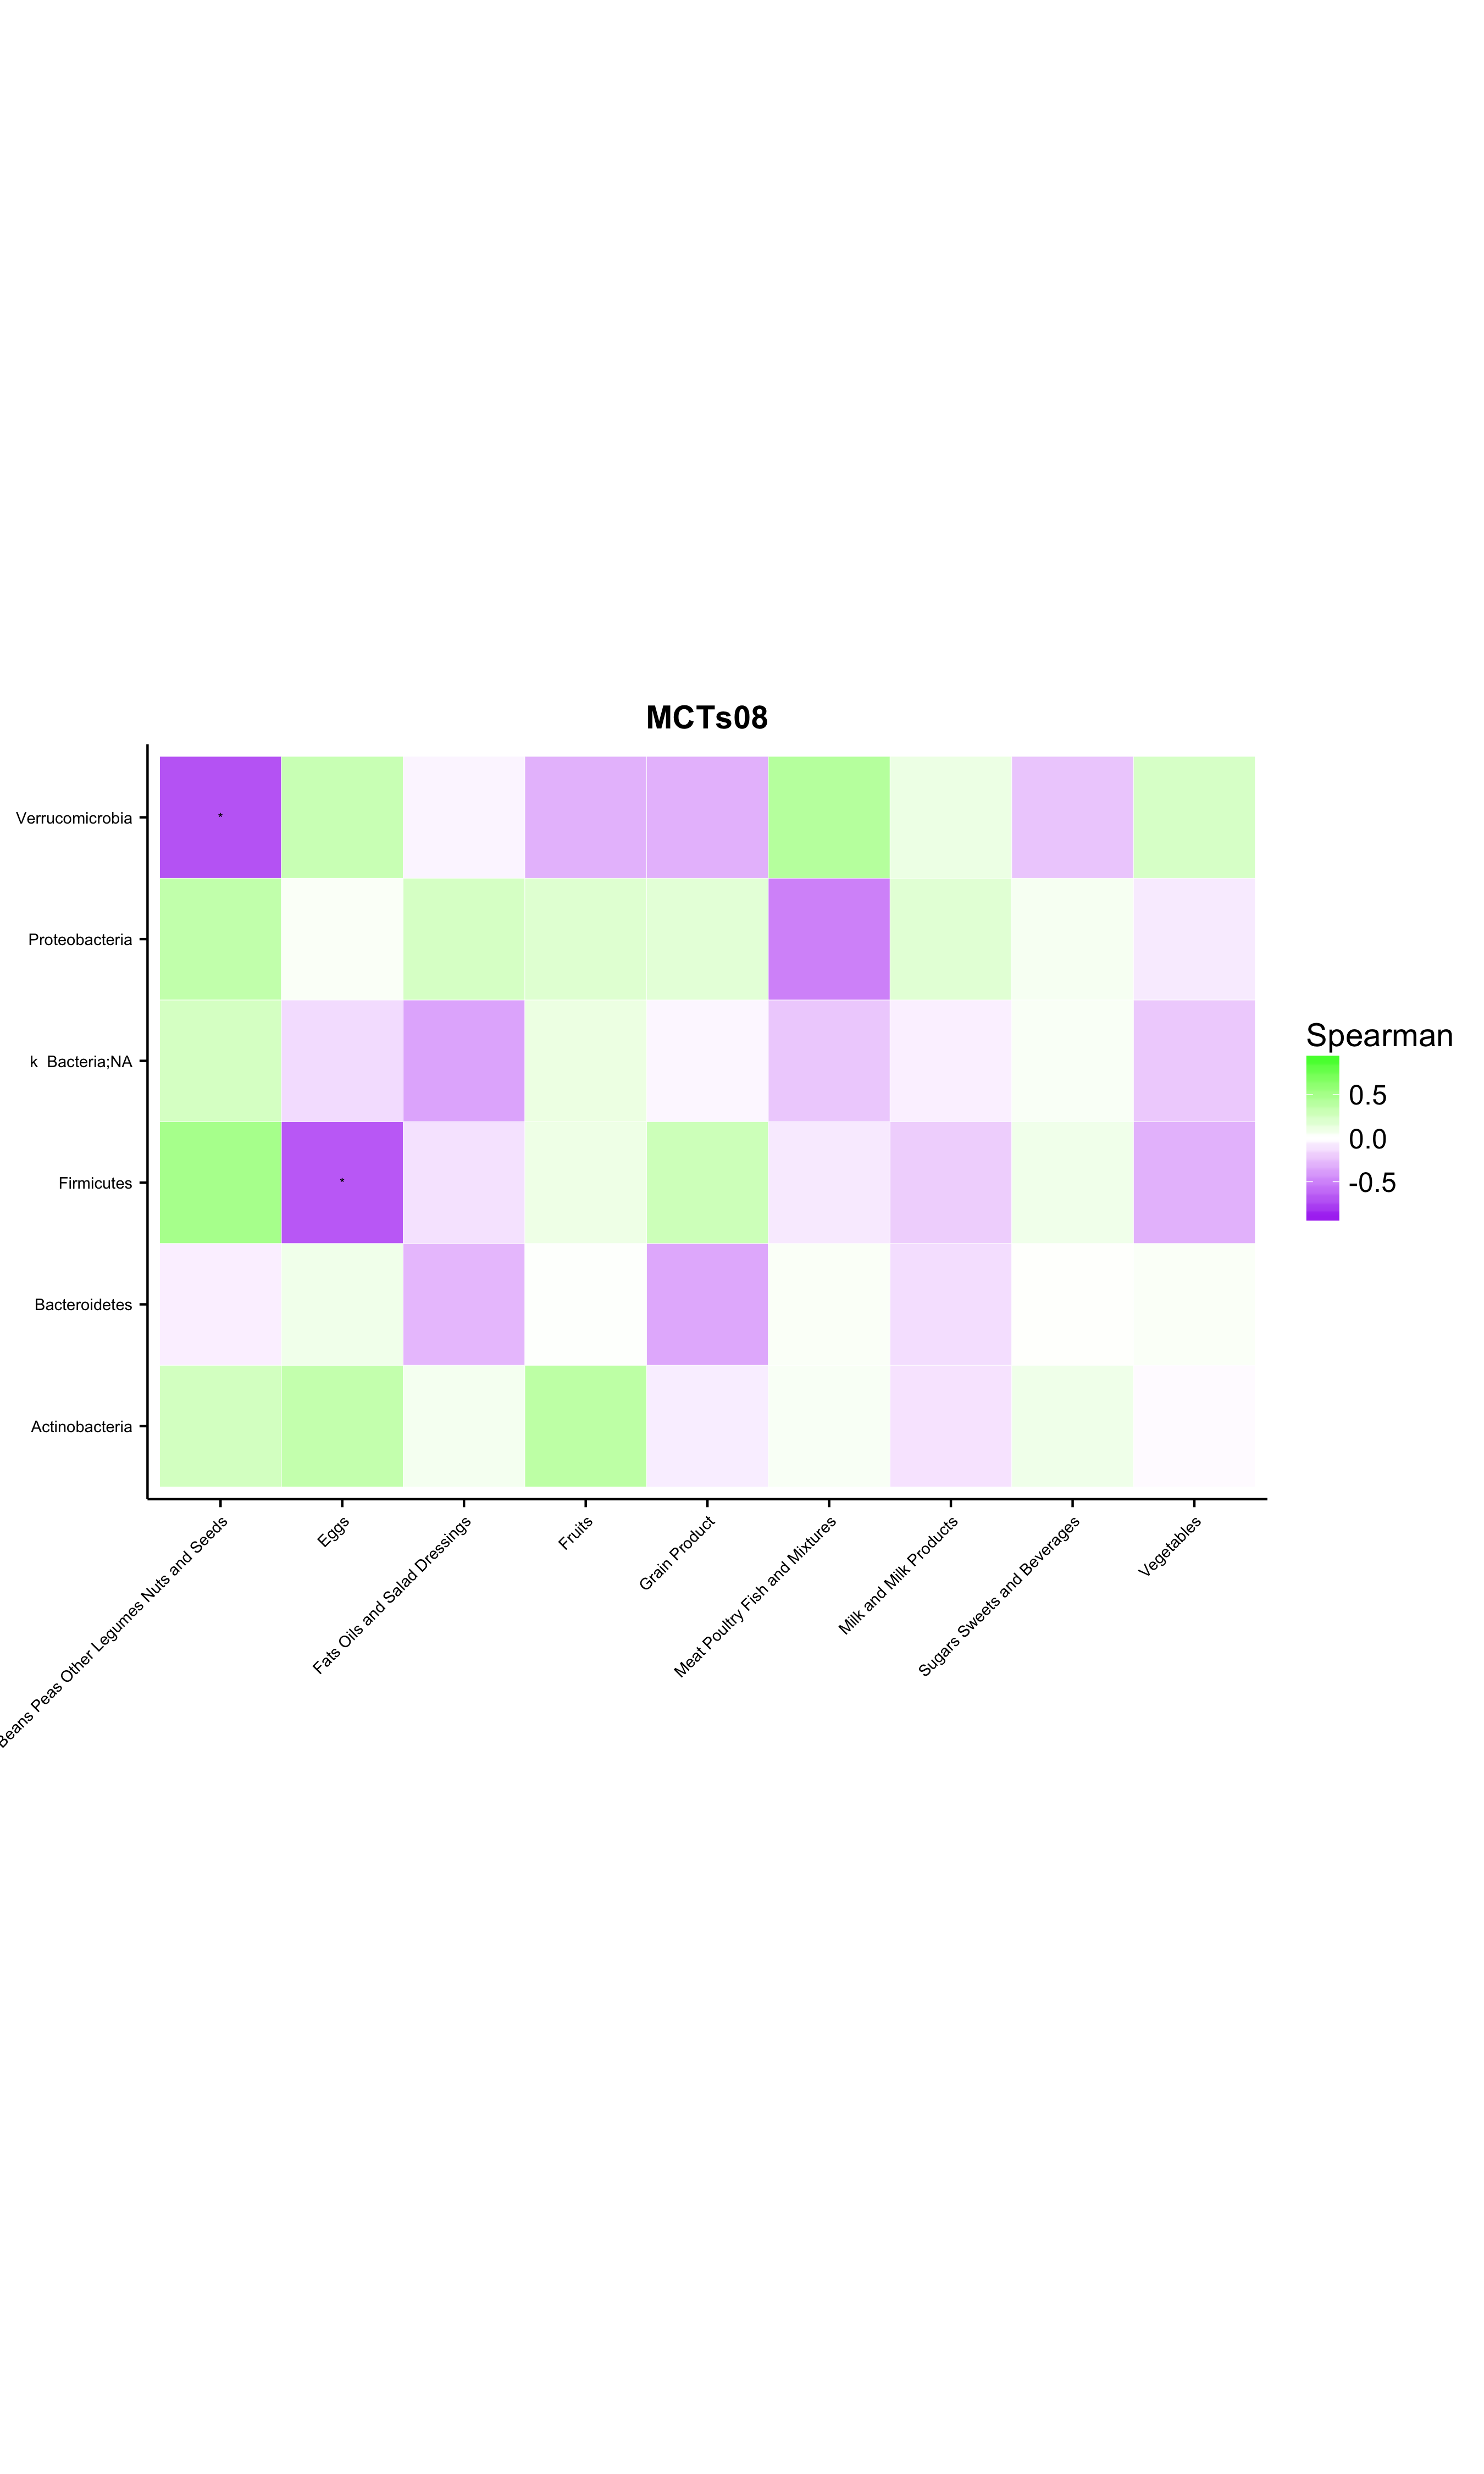 MCTs08
Verrucomicrobia
*
Proteobacteria
k Bacteria;NA
Firmicutes
*
Bacteroidetes
Actinobacteria
Spearman
0.5
0.0
-0.5
Beans Peas Other Legumes Nuts and Seeds
Eggs
Fats Oils and Salad Dressings
Fruits
Grain Product
Meat Poultry Fish and Mixtures
Milk and Milk Products
Sugars Sweets and Beverages
Vegetables